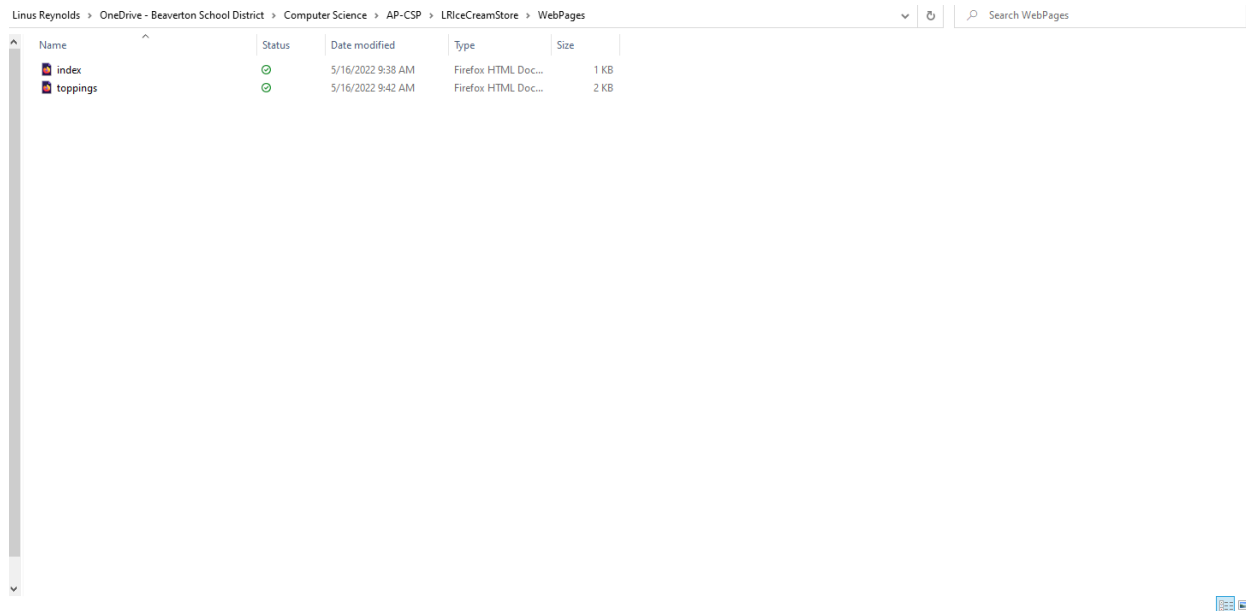 Linus Reynolds > OneDrive - Beaverton School District > Computer Science > AP-CSP > LRIceCreamStore > WebPages Search WebPages
Name Status Date modified Type Size
index 5/16/2022 9:38 AM Firefox HTML Doc... 1 KB
toppings 5/16/2022 9:42 AM Firefox HTML Doc... 2 KB